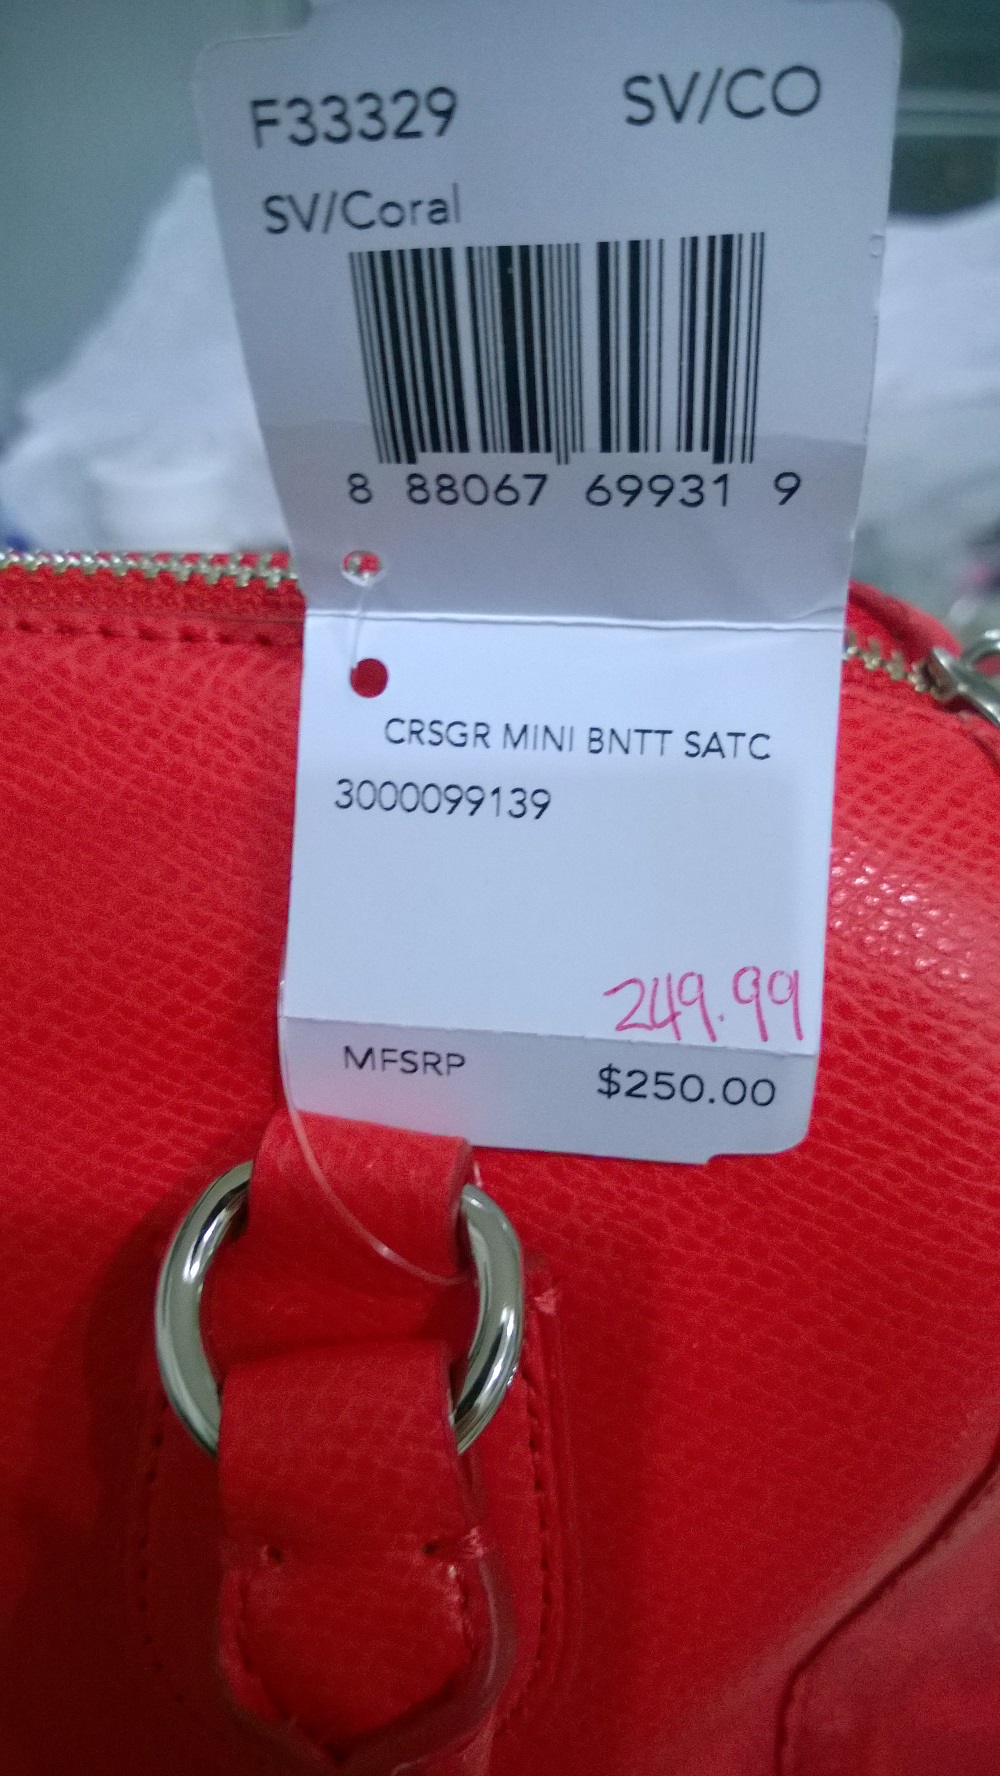 F33329 SV/CO
SV/Coral
8 88067 69931 9
CRSGR MINI BNTT SATC
3000099139
249.99
MFSRP $250.00